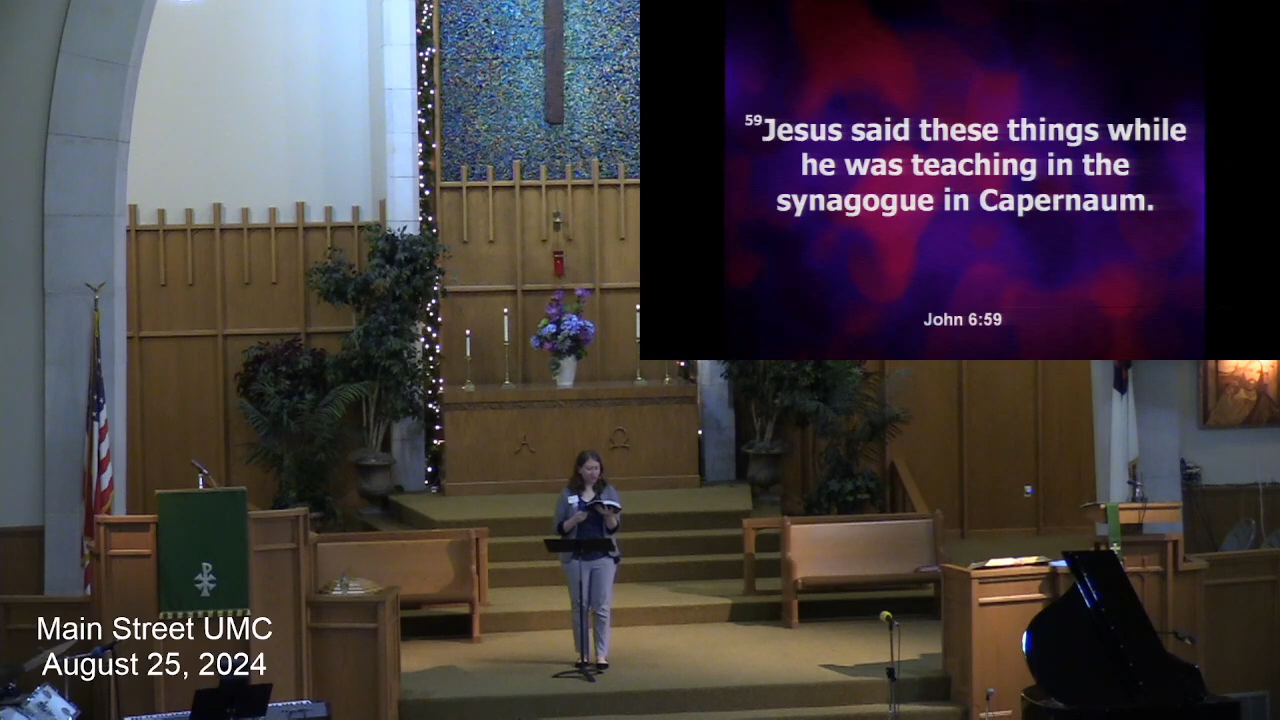 ⁵⁹Jesus said these things while
he was teaching in the
synagogue in Capernaum.
John 6:59
Α Ω
Main Street UMC
August 25, 2024